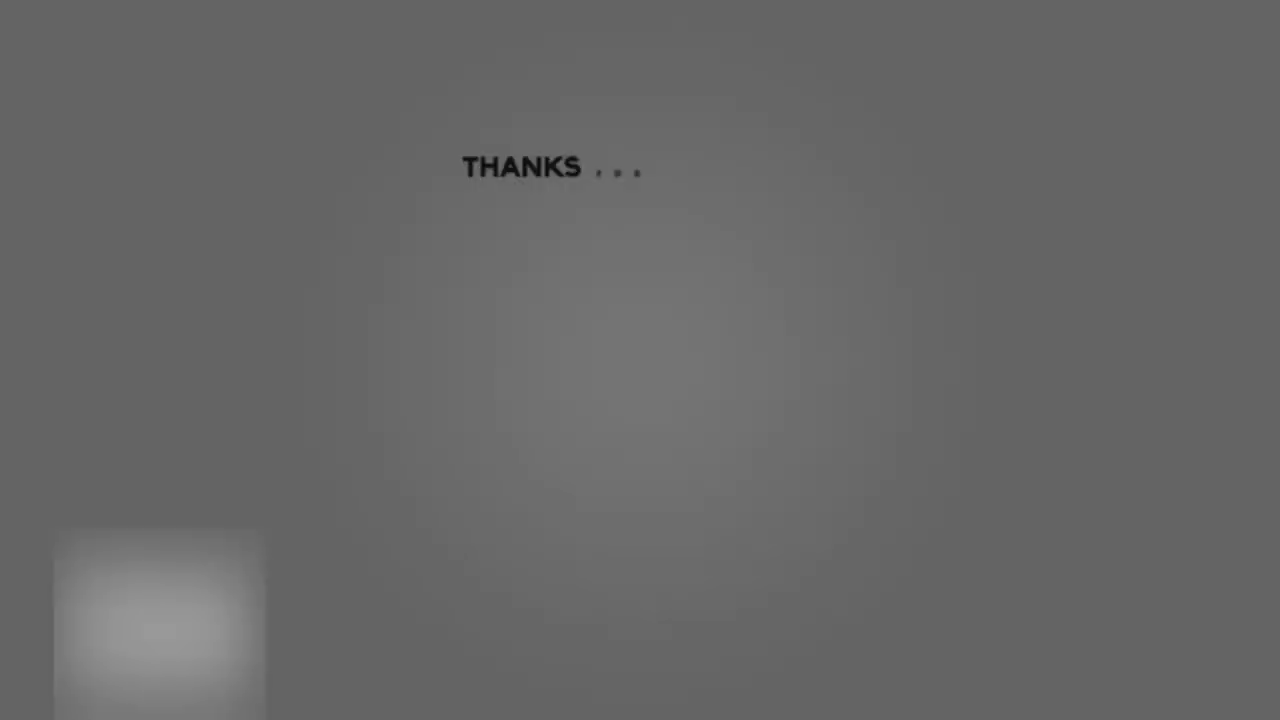 THANKS . . .